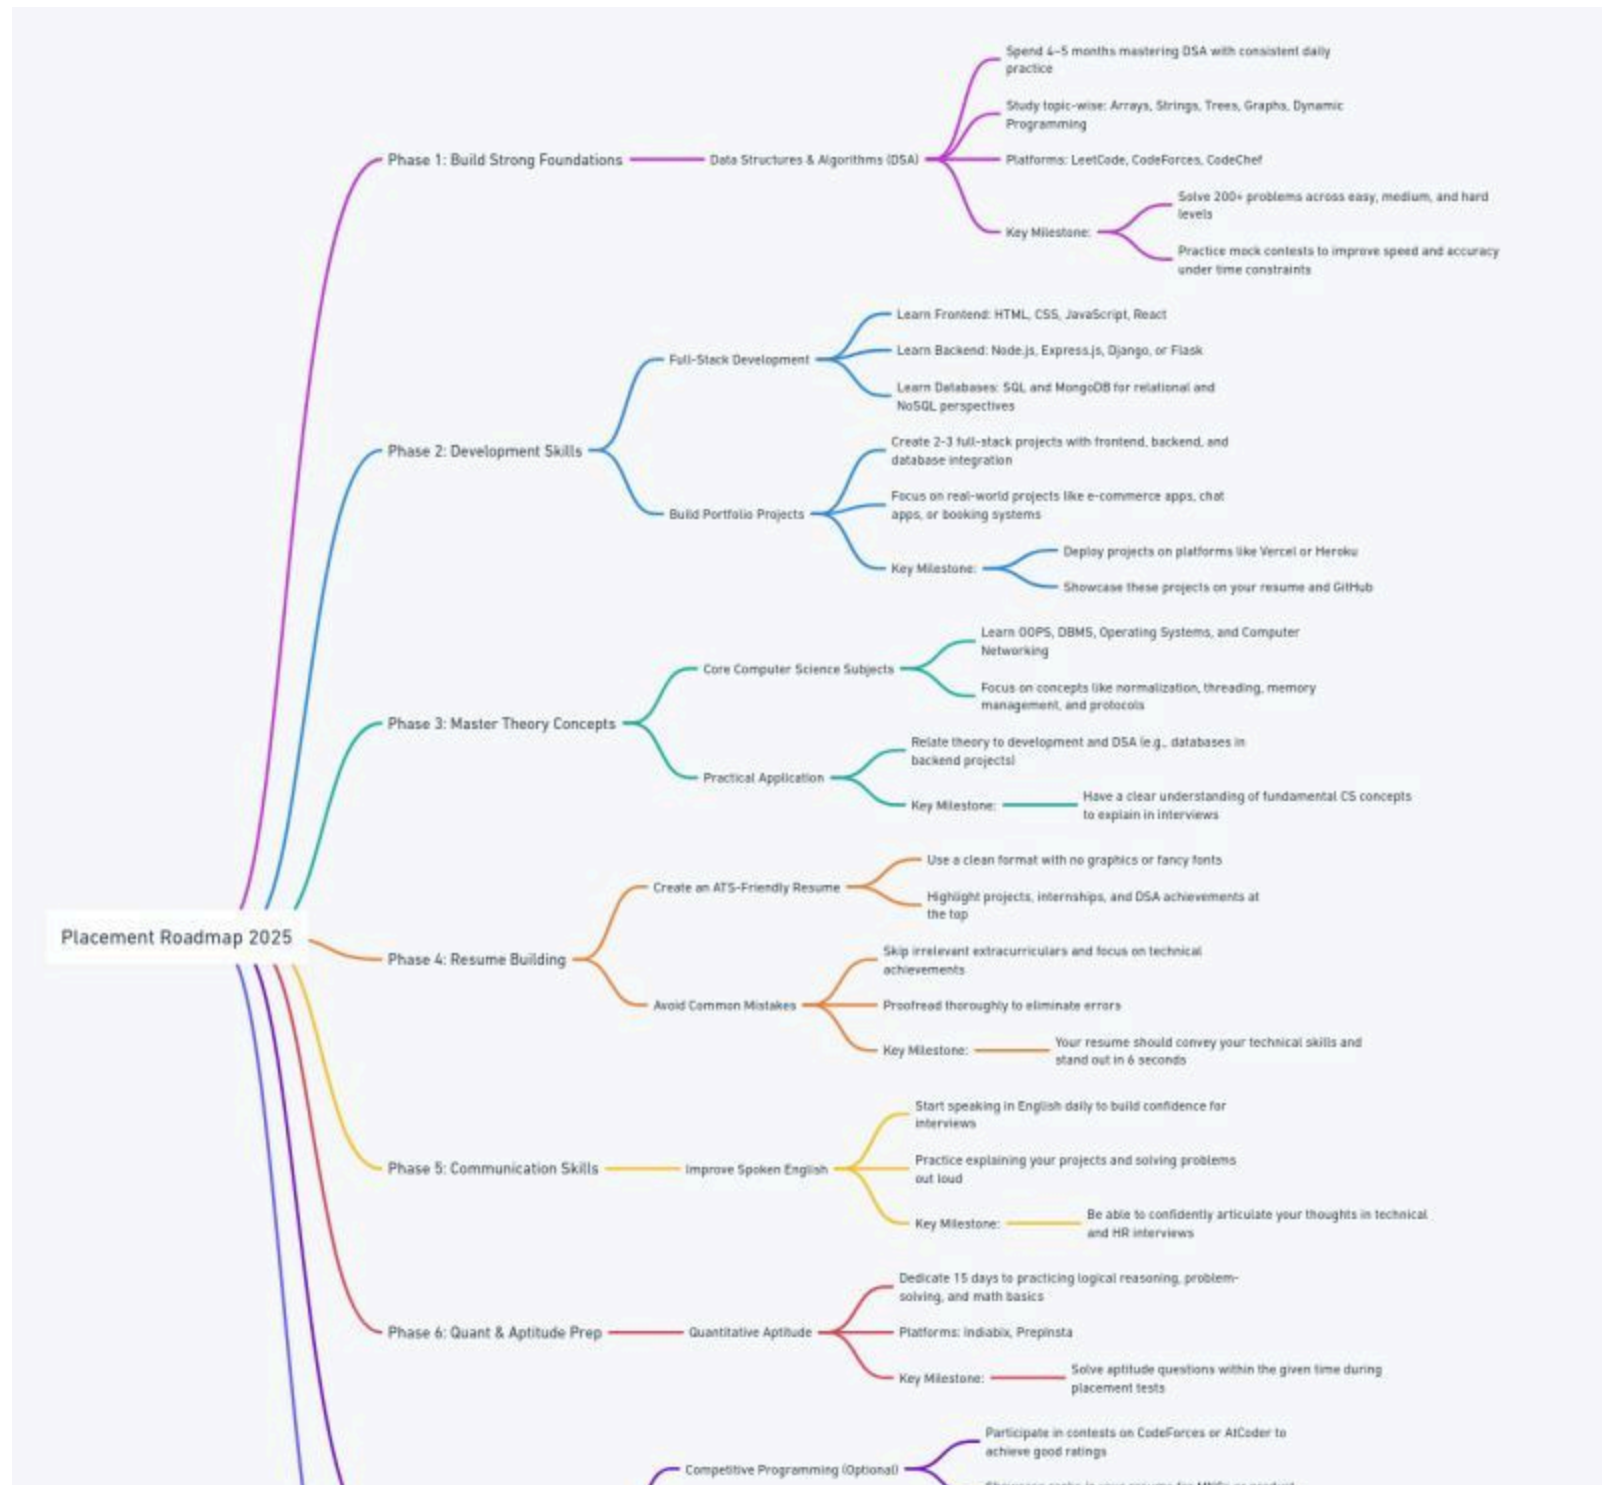 Spend 4-5 months mastering DSA with consistent daily
practice
Study topic-wise: Arrays, Strings, Trees, Graphs, Dynamic
Programming
Phase 1: Build Strong Foundations
Data Structures & Algorithms (DSA)
Platforms: LeetCode, CodeForces, CodeChef
Solve 200+ problems across easy, medium, and hard
levels
Key Milestone:
Practice mock contests to improve speed and accuracy
under time constraints
Learn Frontend: HTML, CSS, JavaScript, React
Full-Stack Development
Learn Backend: Node.js, Express.js, Django, or Flask
Learn Databases: SQL and MongoDB for relational and
NoSQL perspectives
Phase 2: Development Skills
Create 2-3 full-stack projects with frontend, backend, and
database integration
Build Portfolio Projects
Focus on real-world projects like e-commerce apps, chat
apps, or booking systems
Key Milestone:
Deploy projects on platforms like Vercel or Heroku
Showcase these projects on your resume and GitHub
Learn OOPS, DBMS, Operating Systems, and Computer
Networking
Core Computer Science Subjects
Focus on concepts like normalization, threading, memory
management, and protocols
Phase 3: Master Theory Concepts
Relate theory to development and DSA (e.g., databases in
backend projects)
Practical Application
Key Milestone:
Have a clear understanding of fundamental CS concepts
to explain in interviews
Use a clean format with no graphics or fancy fonts
Create an ATS-Friendly Resume
Highlight projects, internships, and DSA achievements at
the top
Placement Roadmap 2025
Phase 4: Resume Building
Skip irrelevant extracurriculars and focus on technical
achievements
Avoid Common Mistakes
Proofread thoroughly to eliminate errors
Key Milestone:
Your resume should convey your technical skills and
stand out in 6 seconds
Start speaking in English daily to build confidence for
interviews
Phase 5: Communication Skills
Improve Spoken English
Practice explaining your projects and solving problems
out loud
Key Milestone:
Be able to confidently articulate your thoughts in technical
and HR interviews
Dedicate 15 days to practicing logical reasoning, problem-
solving, and math basics
Phase 6: Quant & Aptitude Prep
Quantitative Aptitude
Platforms: Indiabix, PrepInsta
Key Milestone:
Solve aptitude questions within the given time during
placement tests
Participate in contests on CodeForces or AtCoder to
achieve good ratings
Competitive Programming (Optional)